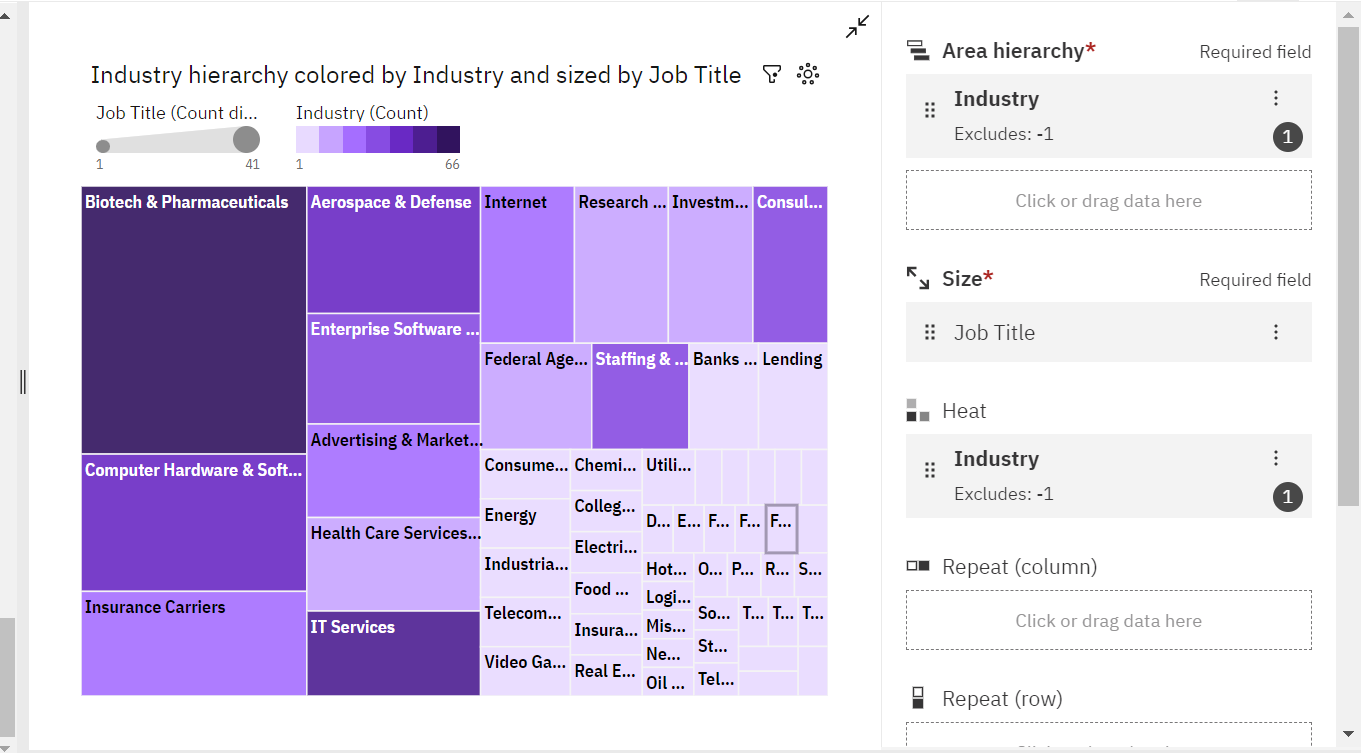 Industry hierarchy colored by Industry and sized by Job Title
Job Title (Count di...
Industry (Count)
1
41
1
66
Biotech & Pharmaceuticals
Aerospace & Defense
Internet
Research ...
Investm...
Consul...
Enterprise Software ...
Federal Age...
Staffing & ...
Banks ...
Lending
Advertising & Market...
Computer Hardware & Soft...
Consume...
Chemi...
Utili...
Energy
Colleg...
D...
E...
F...
F...
F...
Health Care Services...
Electri...
Industria...
Hot...
O...
P...
R...
S...
Food ...
Logi...
Insurance Carriers
Telecom...
So...
T...
T...
T...
IT Services
Insura...
Mis...
St...
Video Ga...
Ne...
Real E...
Oil ...
Tel...
Area hierarchy*
Required field
Industry
Excludes: -1
1
Click or drag data here
Size*
Required field
Job Title
Heat
Industry
Excludes: -1
1
Repeat (column)
Click or drag data here
Repeat (row)